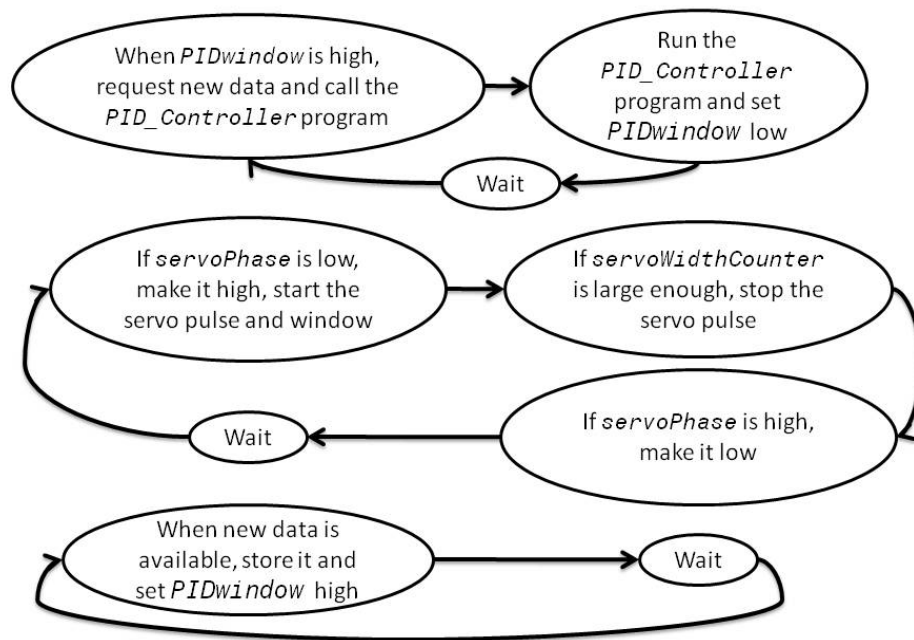 When PIDwindow is high,
request new data and call the
PID_Controller program
Run the
PID_Controller
program and set
PIDwindow low
Wait
If servoPhase is low,
make it high, start the
servo pulse and window
If servoWidthCounter
is large enough, stop the
servo pulse
If servoPhase is high,
make it low
Wait
When new data is
available, store it and
set PIDwindow high
Wait